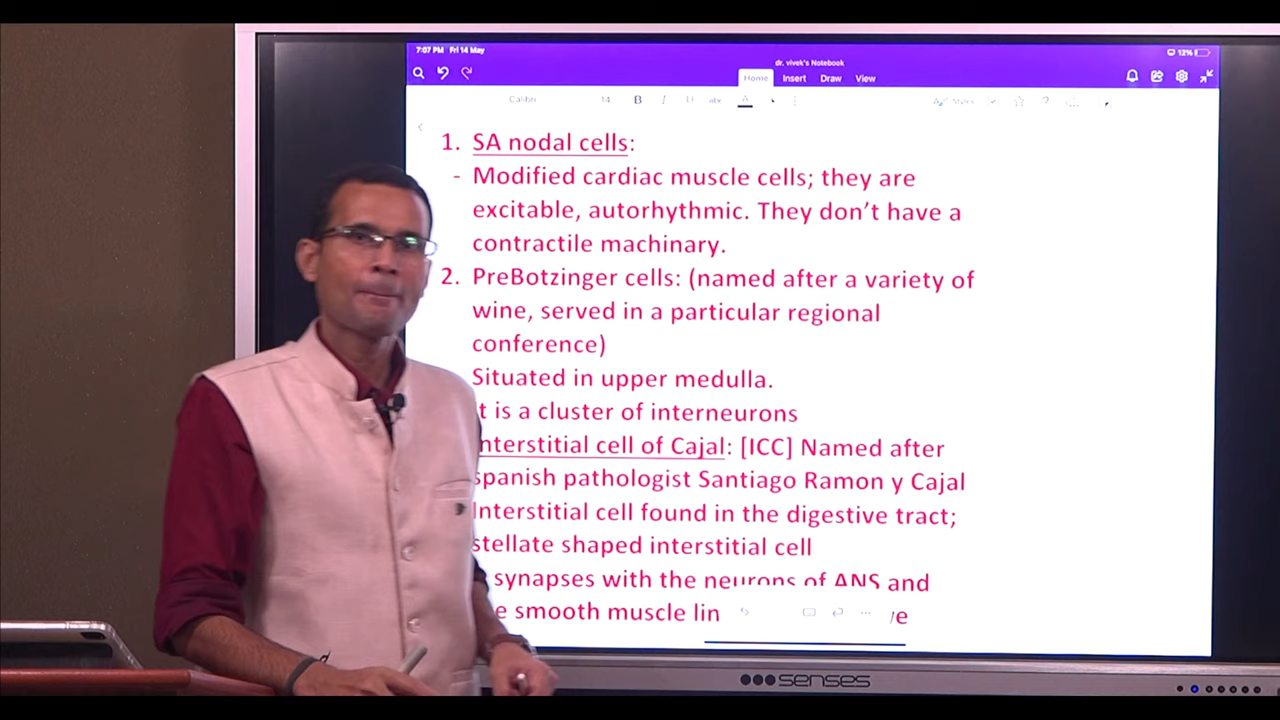 7:07 PM Fri 14 May
12%
dr. vivek's Notebook
Home Insert Draw View
Calibri 14 B I U abc A
1. SA nodal cells:
- Modified cardiac muscle cells; they are
excitable, autorhythmic. They don't have a
contractile machinary.
2. PreBotzinger cells: (named after a variety of
wine, served in a particular regional
conference)
Situated in upper medulla.
t is a cluster of interneurons
nterstitial cell of Cajal: [ICC] Named after
spanish pathologist Santiago Ramon y Cajal
Interstitial cell found in the digestive tract;
stellate shaped interstitial cell
synapses with the neurons of ANS and
e smooth muscle lin
senses